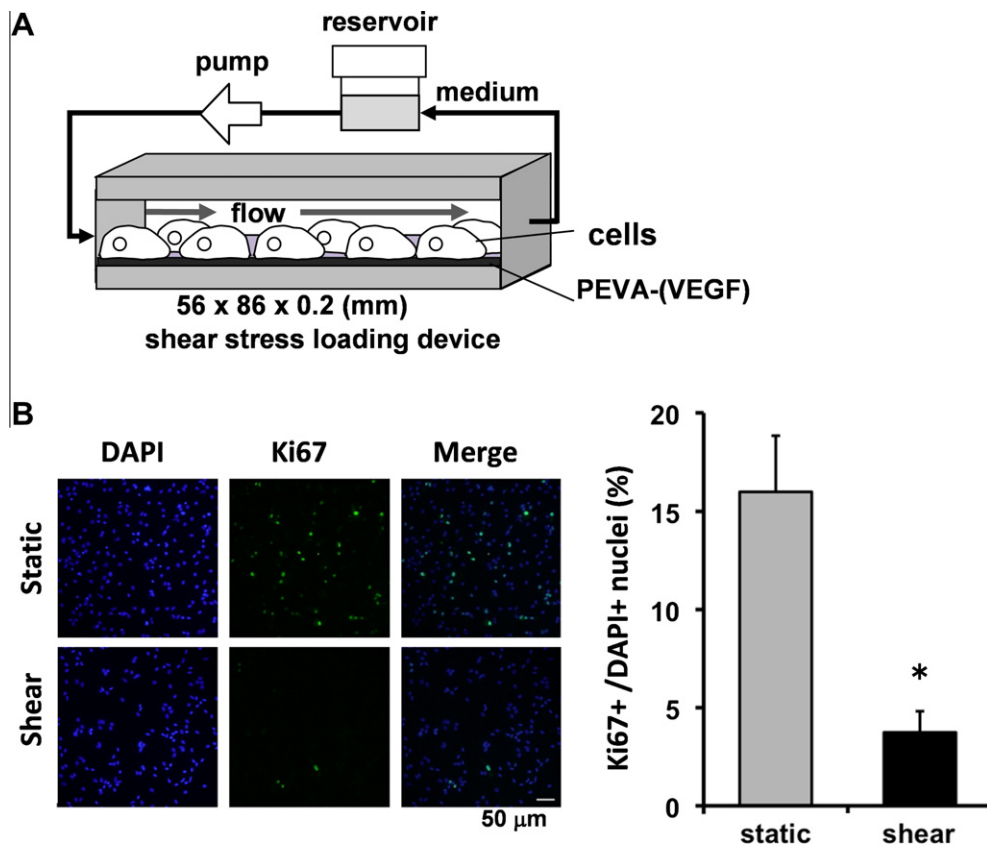 A
reservoir
pump
medium
flow
cells
PEVA-(VEGF)
56 x 86 x 0.2 (mm)
shear stress loading device
B
DAPI
Ki67
Merge
Static
Shear
50 μm
Ki67+ /DAPI+ nuclei (%)
20
15
10
5
0
*
static
shear